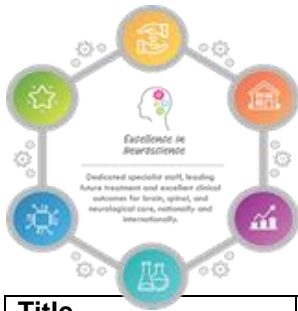 Excellence in
Neuroscience
Dedicated specialist staff, leading
future treatment and excellent clinical
outcomes for brain, spinal, and
neurological care, nationally and
internationally.
Title